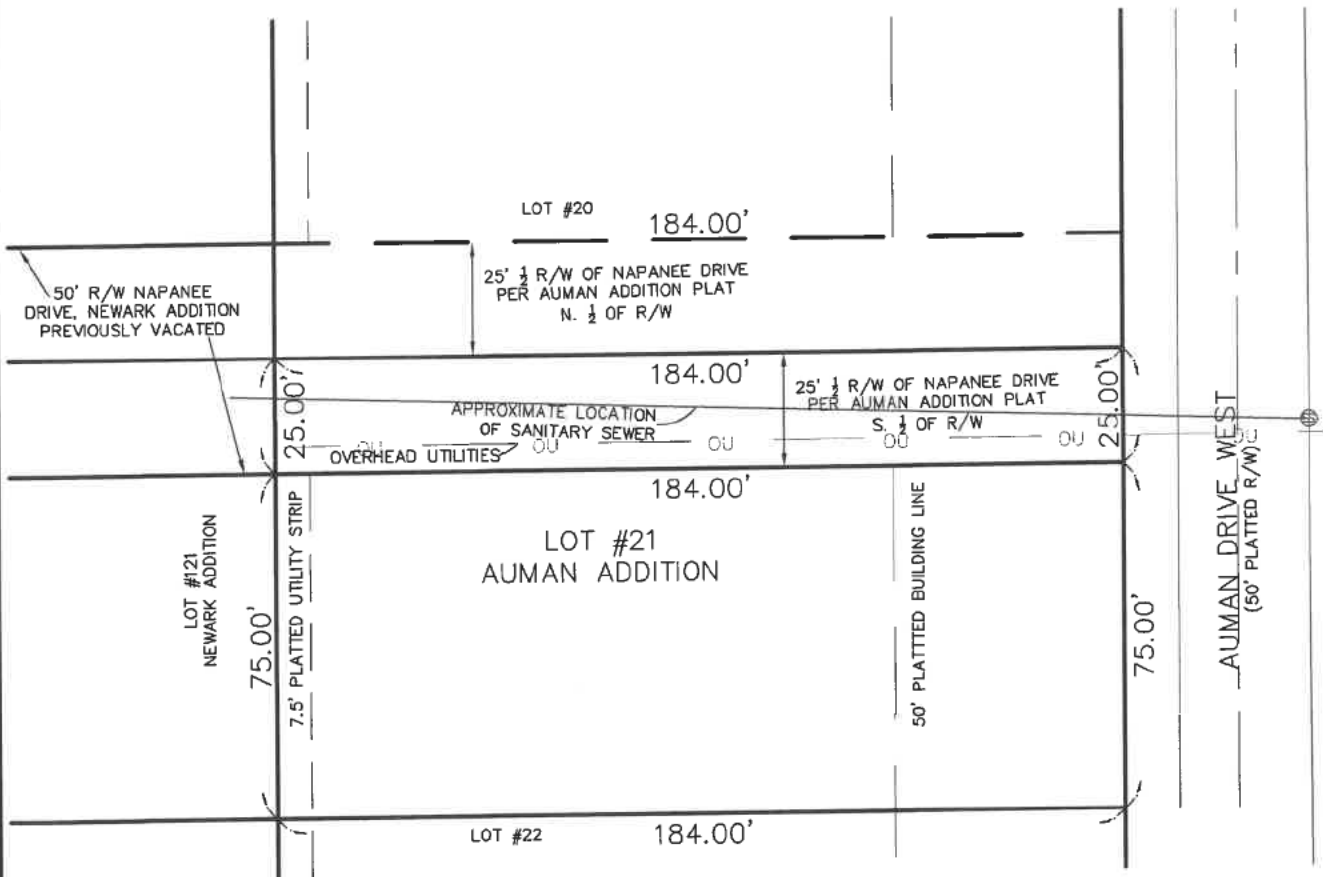 LOT #20
184.00'
50' R/W NAPANEE
DRIVE, NEWARK ADDITION
PREVIOUSLY VACATED
25' ½ R/W OF NAPANEE DRIVE
PER AUMAN ADDITION PLAT
N. ½ OF R/W
184.00'
25.00'
APPROXIMATE LOCATION
OF SANITARY SEWER
25' ½ R/W OF NAPANEE DRIVE
PER AUMAN ADDITION PLAT
S. ½ OF R/W
25.00'
OU
OVERHEAD UTILITIES
OU
OU
OU
OU
OU
184.00'
LOT #21
AUMAN ADDITION
LOT #121
NEWARK ADDITION
75.00'
7.5' PLATTED UTILITY STRIP
50' PLATTTED BUILDING LINE
75.00'
AUMAN DRIVE WEST
(50' PLATTED R/W)
LOT #22
184.00'